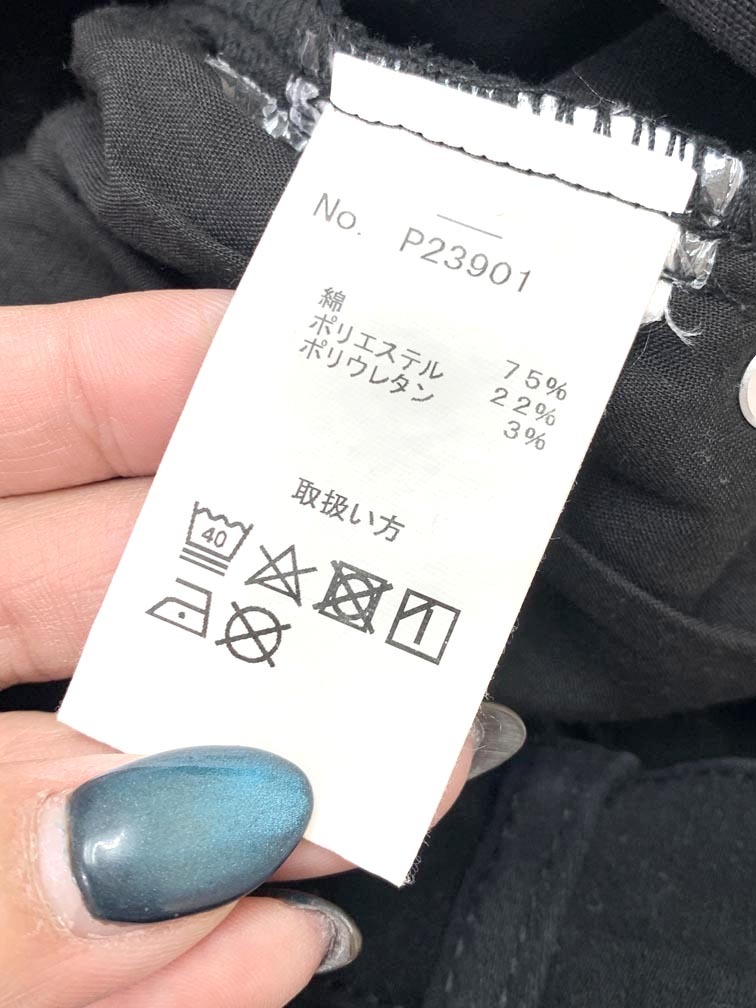 No. P23901
綿 75%
ポリエステル 22%
ポリウレタン 3%
取扱い方
40